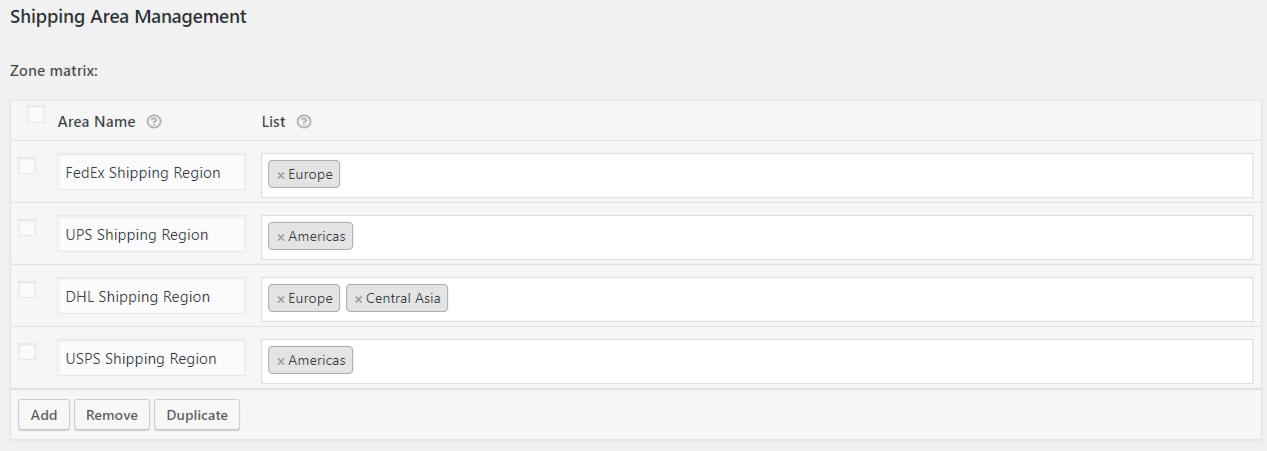 Shipping Area Management
Zone matrix:
Area Name ? List ?
FedEx Shipping Region × Europe
UPS Shipping Region × Americas
DHL Shipping Region × Europe × Central Asia
USPS Shipping Region × Americas
Add Remove Duplicate